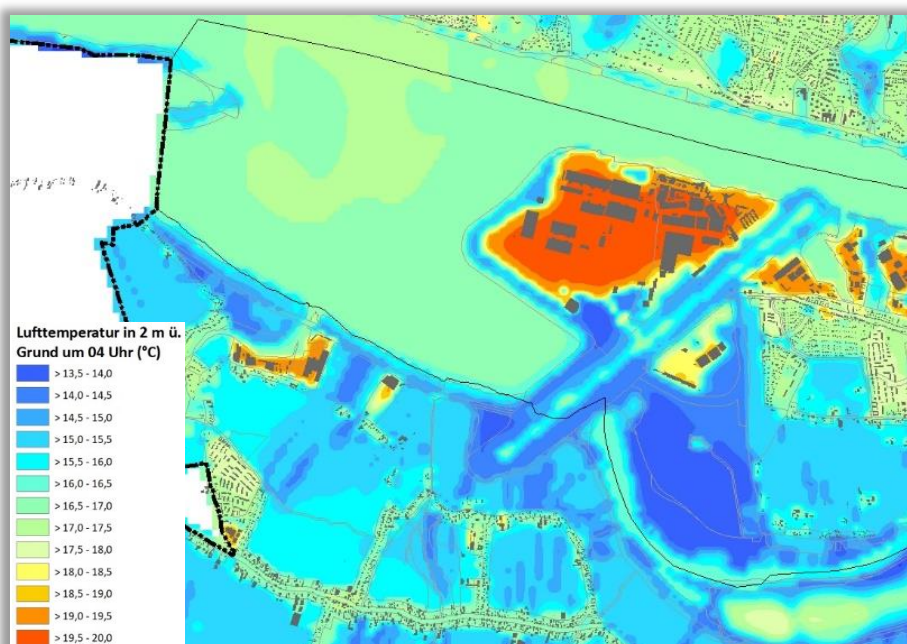 Lufttemperatur in 2 m ü.
Grund um 04 Uhr (°C)
> 13,5 - 14,0
> 14,0 - 14,5
> 14,5 - 15,0
> 15,0 - 15,5
> 15,5 - 16,0
> 16,0 - 16,5
> 16,5 - 17,0
> 17,0 - 17,5
> 17,5 - 18,0
> 18,0 - 18,5
> 18,5 - 19,0
> 19,0 - 19,5
> 19,5 - 20,0